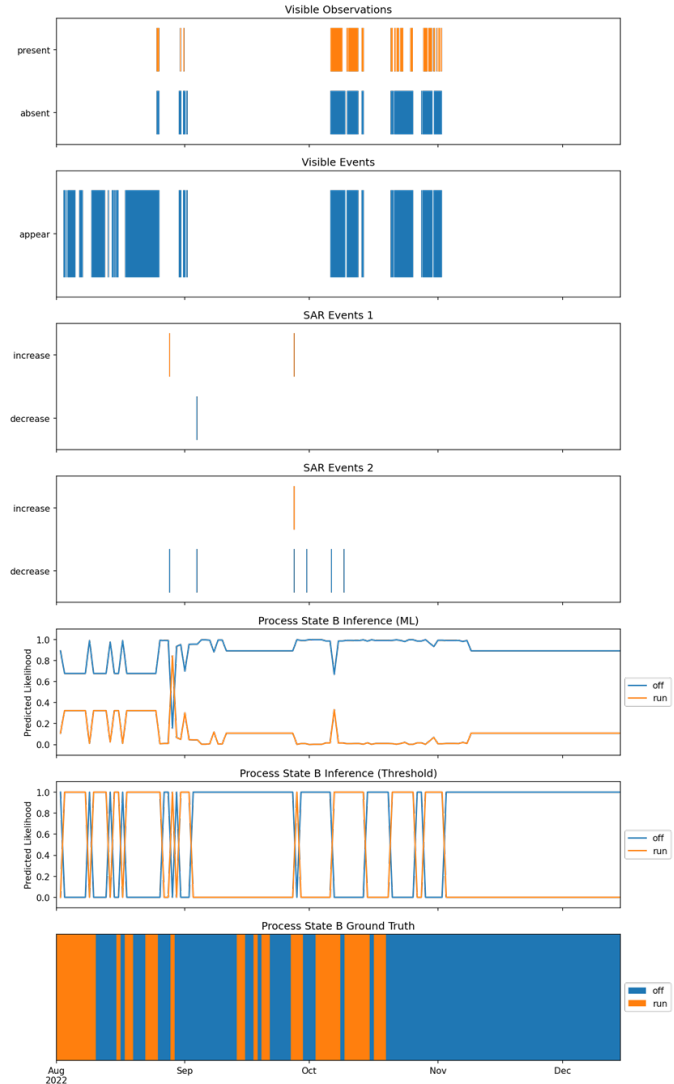 Visible Observations
present
absent
Visible Events
appear
SAR Events 1
increase
decrease
SAR Events 2
increase
decrease
Process State B Inference (ML)
Predicted Likelihood
1.0
0.8
0.6
0.4
0.2
0.0
off
run
Process State B Inference (Threshold)
Predicted Likelihood
1.0
0.8
0.6
0.4
0.2
0.0
off
run
Process State B Ground Truth
off
run
Aug Sep Oct Nov Dec
2022